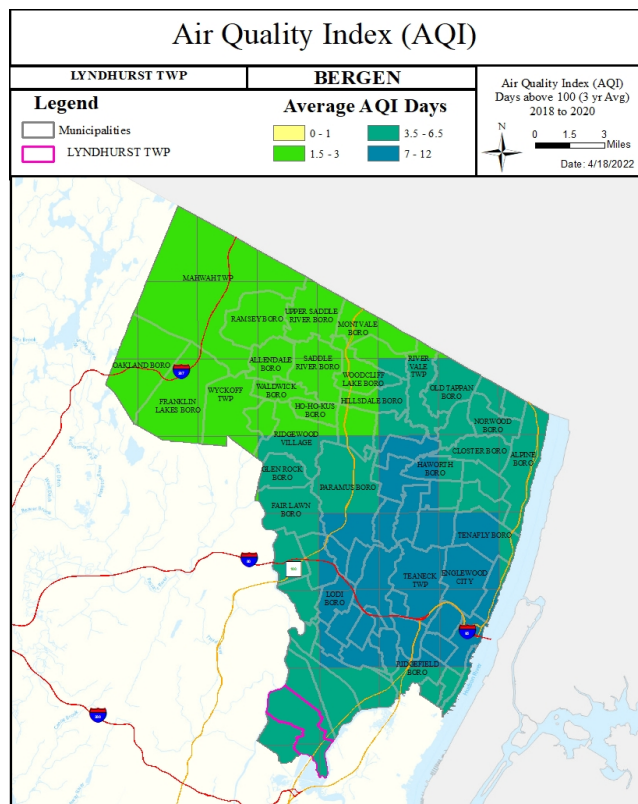 Air Quality Index (AQI)
LYNDHURST TWP
BERGEN
Legend
Municipalities
LYNDHURST TWP
Average AQI Days
0 - 1
1.5 - 3
3.5 - 6.5
7 - 12
Air Quality Index (AQI)
Days above 100 (3 yr Avg)
2018 to 2020
N
0 1.5 3
Miles
Date: 4/18/2022
MAHWAH TWP
RAMSEY BORO
UPPER SADDLE
RIVER BORO
MONTVALE
BORO
OAKLAND BORO
ALLENDALE
BORO
SADDLE
RIVER BORO
RIVER
VALE
TWP
FRANKLIN
LAKES BORO
WYCKOFF
TWP
WALDWICK
BORO
WOODCLIFF
LAKE BORO
OLD TAPPAN
BORO
HO-HO-KUS
BORO
HILLSDALE BORO
NORWOOD
BORO
RIDGEWOOD
VILLAGE
CLOSTER BORO
ALPINE
BORO
GLEN ROCK
BORO
PARAMUS BORO
HAWORTH
BORO
FAIR LAWN
BORO
TENAFLY BORO
LODI
BORO
TEANECK
TWP
ENGLEWOOD
CITY
RIDGEFIELD
BORO